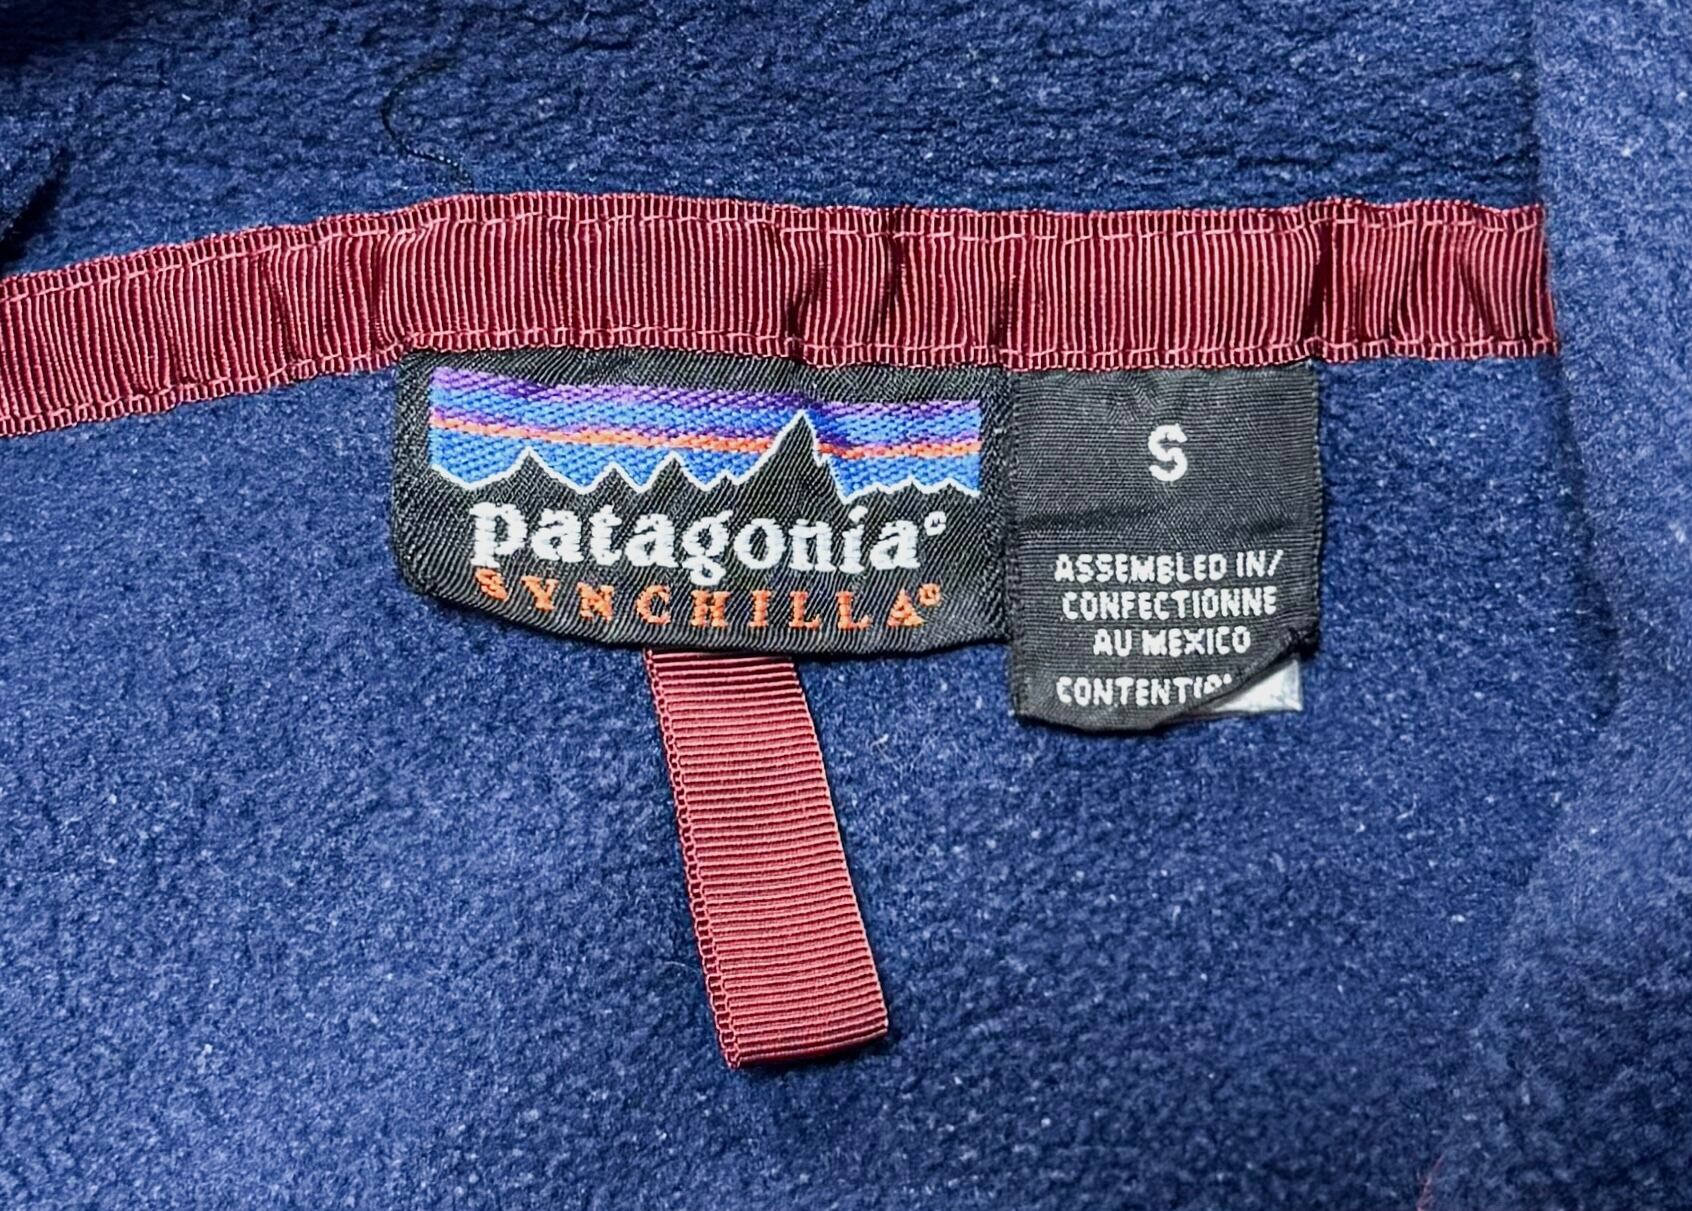 patagonia®
SYNCHILLA®
S
ASSEMBLED IN/
CONFECTIONNE
AU MEXICO